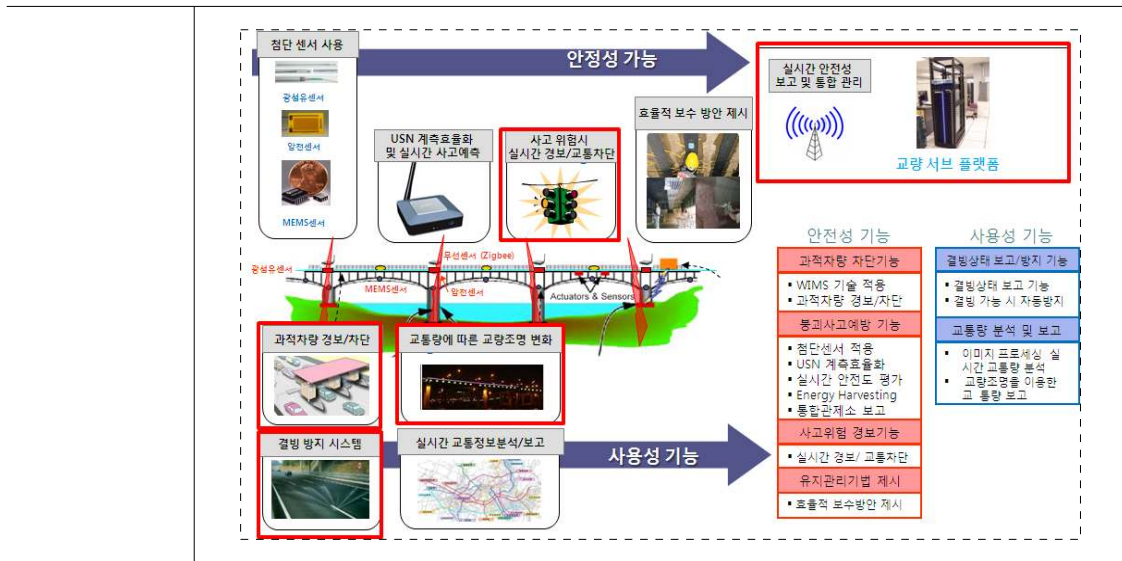 첨단 센서 사용
안정성 가능
광섬유센서
압전센서
MEMS센서
USN 계측효율화
및 실시간 사고예측
사고 위험시
실시간 경보/교통차단
효율적 보수 방안 제시
실시간 안전성
보고 및 통합 관리
교량 서브 플랫폼
무선센서 (Zigbee)
광섬유센서
MEMS센서
압전센서
Actuators & Sensors
과적차량 경보/차단
교통량에 따른 교량조명 변화
결빙 방지 시스템
실시간 교통정보분석/보고
사용성 기능
안전성 기능
과적차량 차단기능
▪ WIMS 기술 적용
▪ 과적차량 경보/차단
붕괴사고예방 기능
▪ 첨단센서 적용
▪ USN 계측효율화
▪ 실시간 안전도 평가
▪ Energy Harvesting
▪ 통합관제소 보고
사고위험 경보기능
▪ 실시간 경보/ 교통차단
유지관리기법 제시
▪ 효율적 보수방안 제시
사용성 기능
결빙상태 보고/방지 기능
▪ 결빙상태 보고 기능
▪ 결빙 가능 시 자동방지
교통량 분석 및 보고
▪ 이미지 프로세싱 실
시간 교통량 분석
▪ 교량조명을 이용한
교 통량 보고